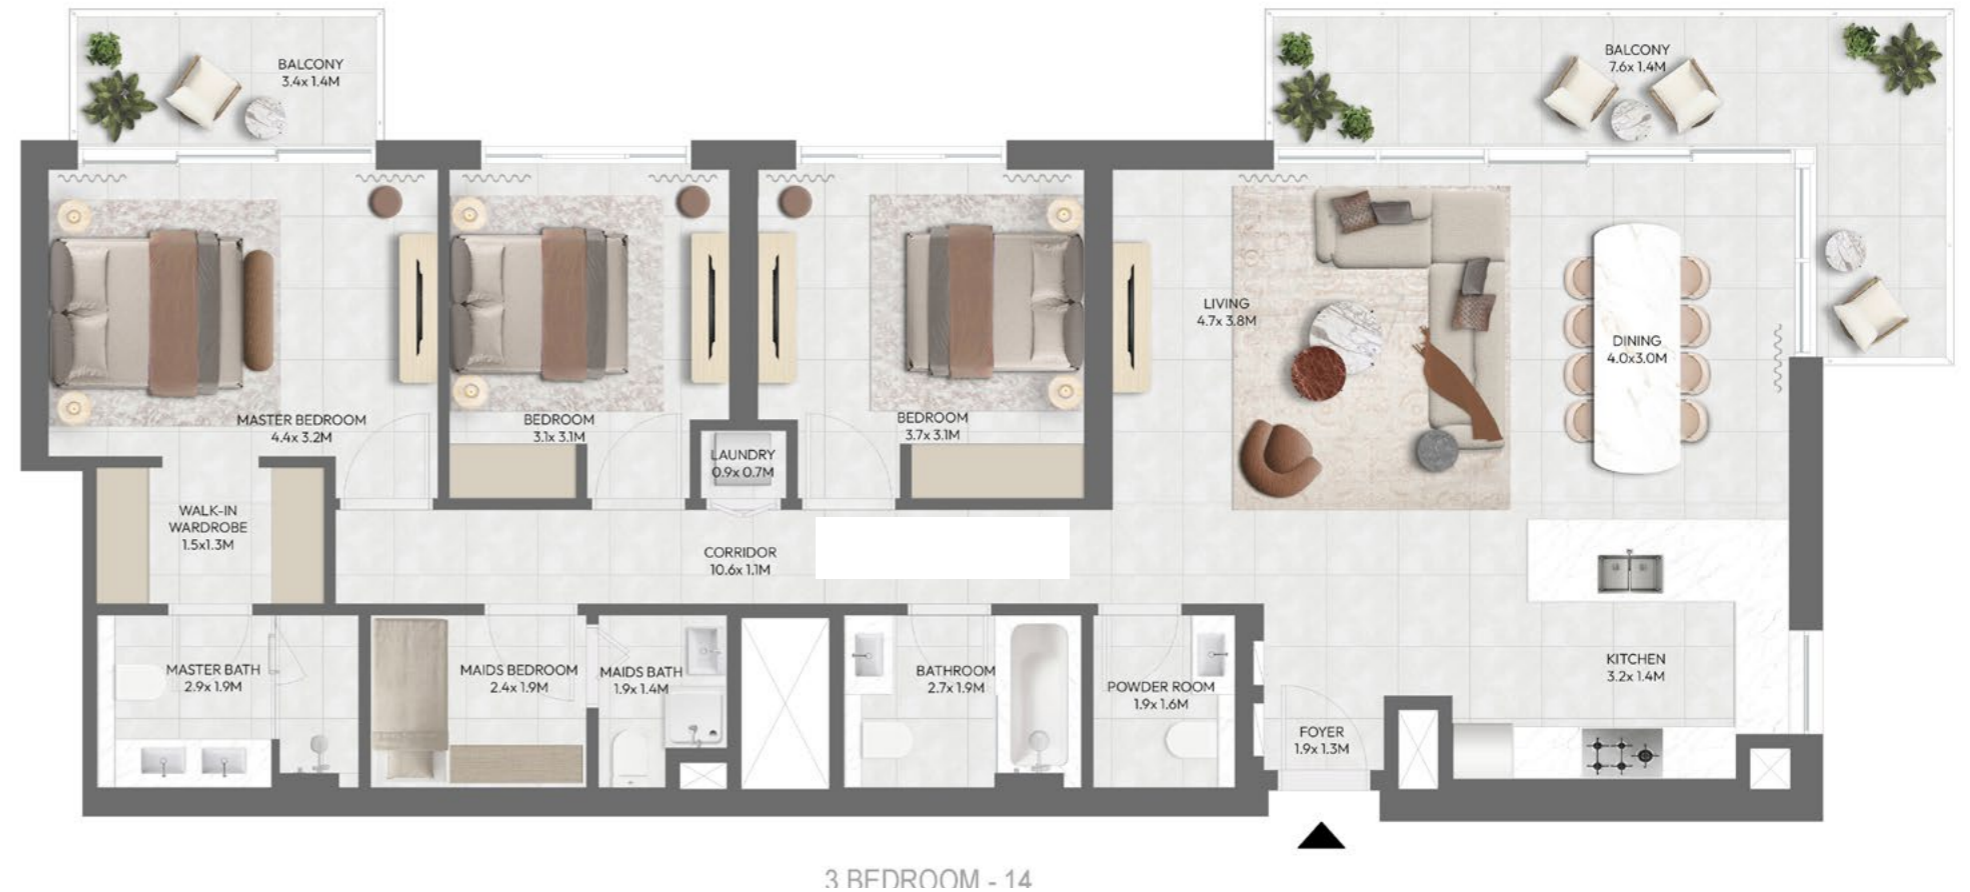 BALCONY
3.4x 1.4M
BALCONY
7.6x 1.4M
LIVING
4.7x 3.8M
DINING
4.0x3.0M
MASTER BEDROOM
4.4x 3.2M
BEDROOM
3.1x 3.1M
BEDROOM
3.7x 3.1M
LAUNDRY
0.9x 0.7M
WALK-IN
WARDROBE
1.5x1.3M
CORRIDOR
10.6x 1.1M
MASTER BATH
2.9x 1.9M
MAIDS BEDROOM
2.4x 1.9M
MAIDS BATH
1.9x 1.4M
BATHROOM
2.7x 1.9M
POWDER ROOM
1.9x 1.6M
KITCHEN
3.2x 1.4M
FOYER
1.9x 1.3M
3 BEDROOM - 14